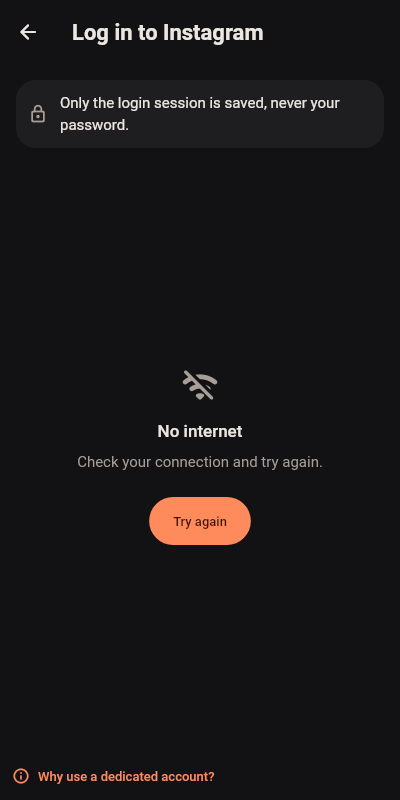 Log in to Instagram
Only the login session is saved, never your
password.
No internet
Check your connection and try again.
Try again
Why use a dedicated account?